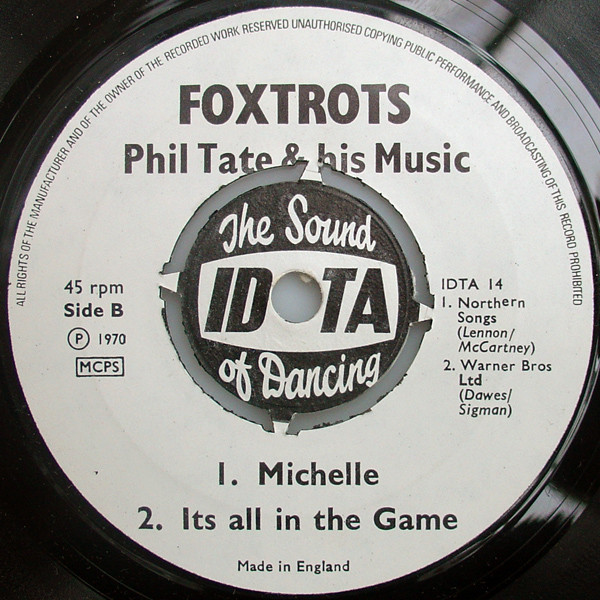 ALL RIGHTS OF THE MANUFACTURER AND OF THE OWNER OF THE RECORDED WORK RESERVED UNAUTHORISED COPYING PUBLIC PERFORMANCE AND BROADCASTING OF THIS RECORD PROHIBITED
FOXTROTS
Phil Tate & his Music
The Sound
IDTA
of Dancing
45 rpm
Side B
Ⓟ 1970
MCPS
IDTA 14
1. Northern
Songs
(Lennon/
McCartney)
2. Warner Bros
Ltd
(Dawes/
Sigman)
1. Michelle
2. Its all in the Game
Made in England